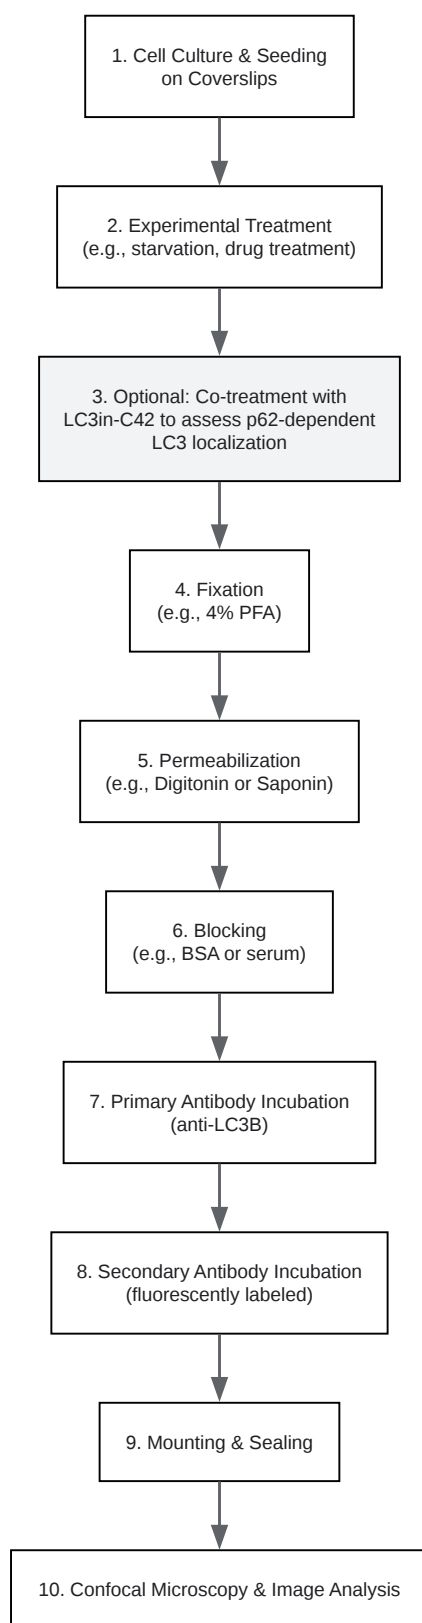 1. Cell Culture & Seeding
on Coverslips
2. Experimental Treatment
(e.g., starvation, drug treatment)
3. Optional: Co-treatment with
LC3in-C42 to assess p62-dependent
LC3 localization
4. Fixation
(e.g., 4% PFA)
5. Permeabilization
(e.g., Digitonin or Saponin)
6. Blocking
(e.g., BSA or serum)
7. Primary Antibody Incubation
(anti-LC3B)
8. Secondary Antibody Incubation
(fluorescently labeled)
9. Mounting & Sealing
10. Confocal Microscopy & Image Analysis